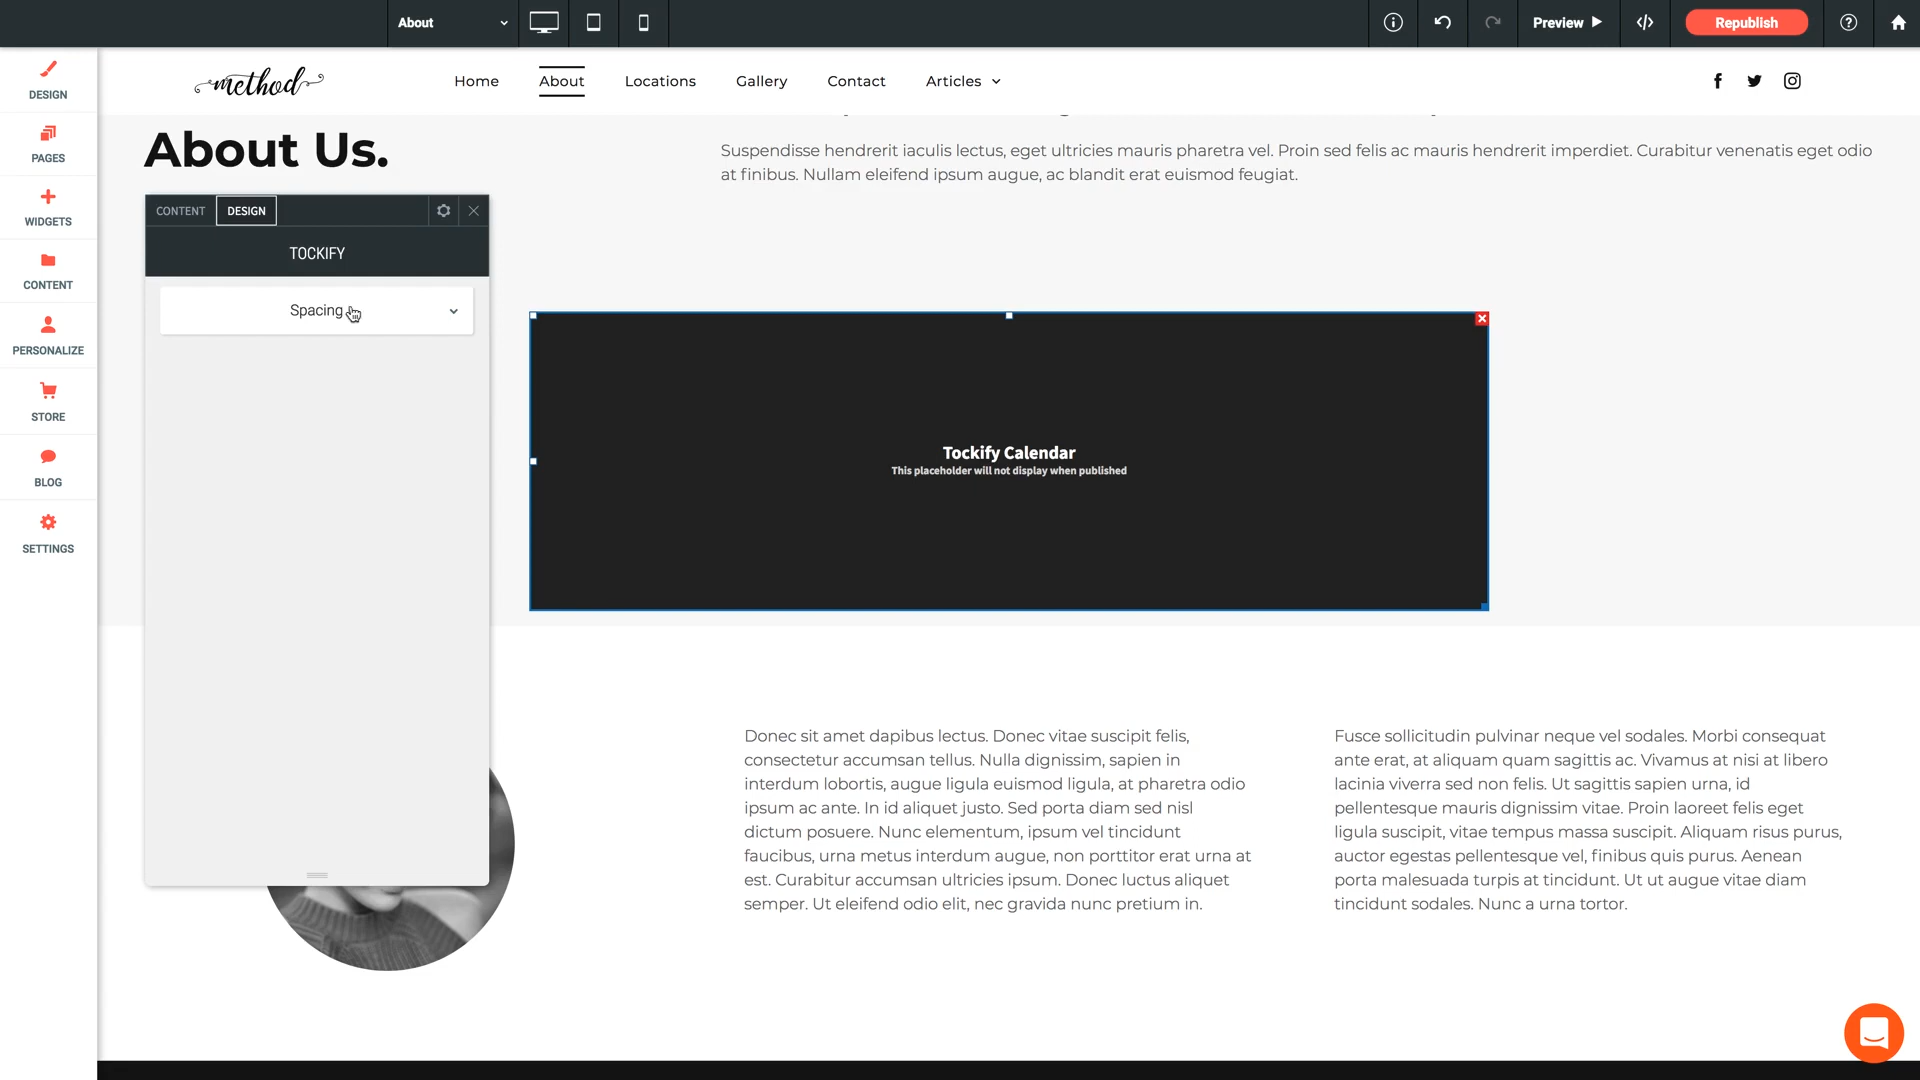 About
Preview
Republish
DESIGN
PAGES
WIDGETS
CONTENT
PERSONALIZE
STORE
BLOG
SETTINGS
method
Home
About
Locations
Gallery
Contact
Articles
About Us.
Suspendisse hendrerit iaculis lectus, eget ultricies mauris pharetra vel. Proin sed felis ac mauris hendrerit imperdiet. Curabitur venenatis eget odio
at finibus. Nullam eleifend ipsum augue, ac blandit erat euismod feugiat.
CONTENT
DESIGN
TOCKIFY
Spacing
Tockify Calendar
This placeholder will not display when published
Donec sit amet dapibus lectus. Donec vitae suscipit felis,
consectetur accumsan tellus. Nulla dignissim, sapien in
interdum lobortis, augue ligula euismod ligula, at pharetra odio
ipsum ac ante. In id aliquet justo. Sed porta diam sed nisl
dictum posuere. Nunc elementum, ipsum vel tincidunt
faucibus, urna metus interdum augue, non porttitor erat urna at
est. Curabitur accumsan ultricies ipsum. Donec luctus aliquet
semper. Ut eleifend odio elit, nec gravida nunc pretium in.
Fusce sollicitudin pulvinar neque vel sodales. Morbi consequat
ante erat, at aliquam quam sagittis ac. Vivamus at nisi at libero
lacinia viverra sed non felis. Ut sagittis sapien urna, id
pellentesque mauris dignissim vitae. Proin laoreet felis eget
ligula suscipit, vitae tempus massa suscipit. Aliquam risus purus,
auctor egestas pellentesque vel, finibus quis purus. Aenean
porta malesuada turpis at tincidunt. Ut ut augue vitae diam
tincidunt sodales. Nunc a urna tortor.